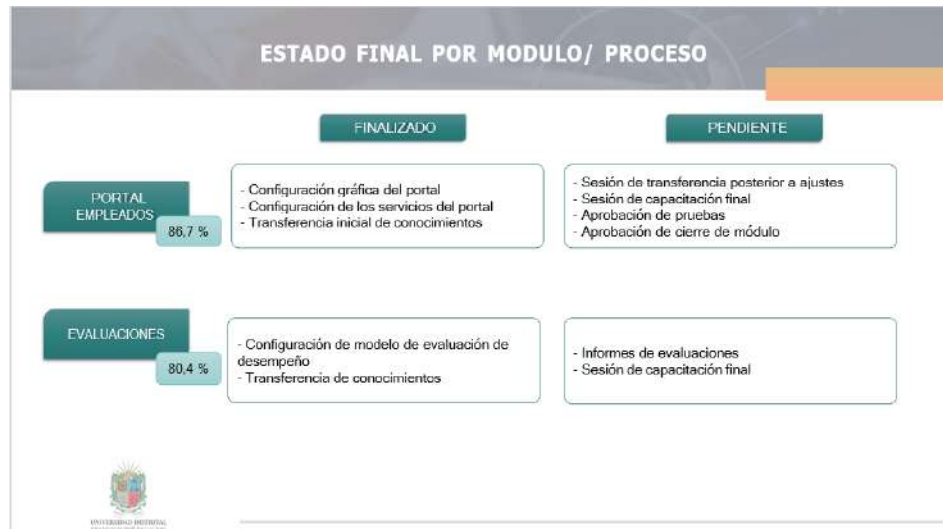 ESTADO FINAL POR MODULO/ PROCESO
FINALIZADO
PENDIENTE
PORTAL
EMPLEADOS
86,7 %
- Configuración gráfica del portal
- Configuración de los servicios del portal
- Transferencia inicial de conocimientos
- Sesión de transferencia posterior a ajustes
- Sesión de capacitación final
- Aprobación de pruebas
- Aprobación de cierre de módulo
EVALUACIONES
80,4 %
- Configuración de modelo de evaluación de
desempeño
- Transferencia de conocimientos
- Informes de evaluaciones
- Sesión de capacitación final
UNIVERSIDAD DISTRITAL